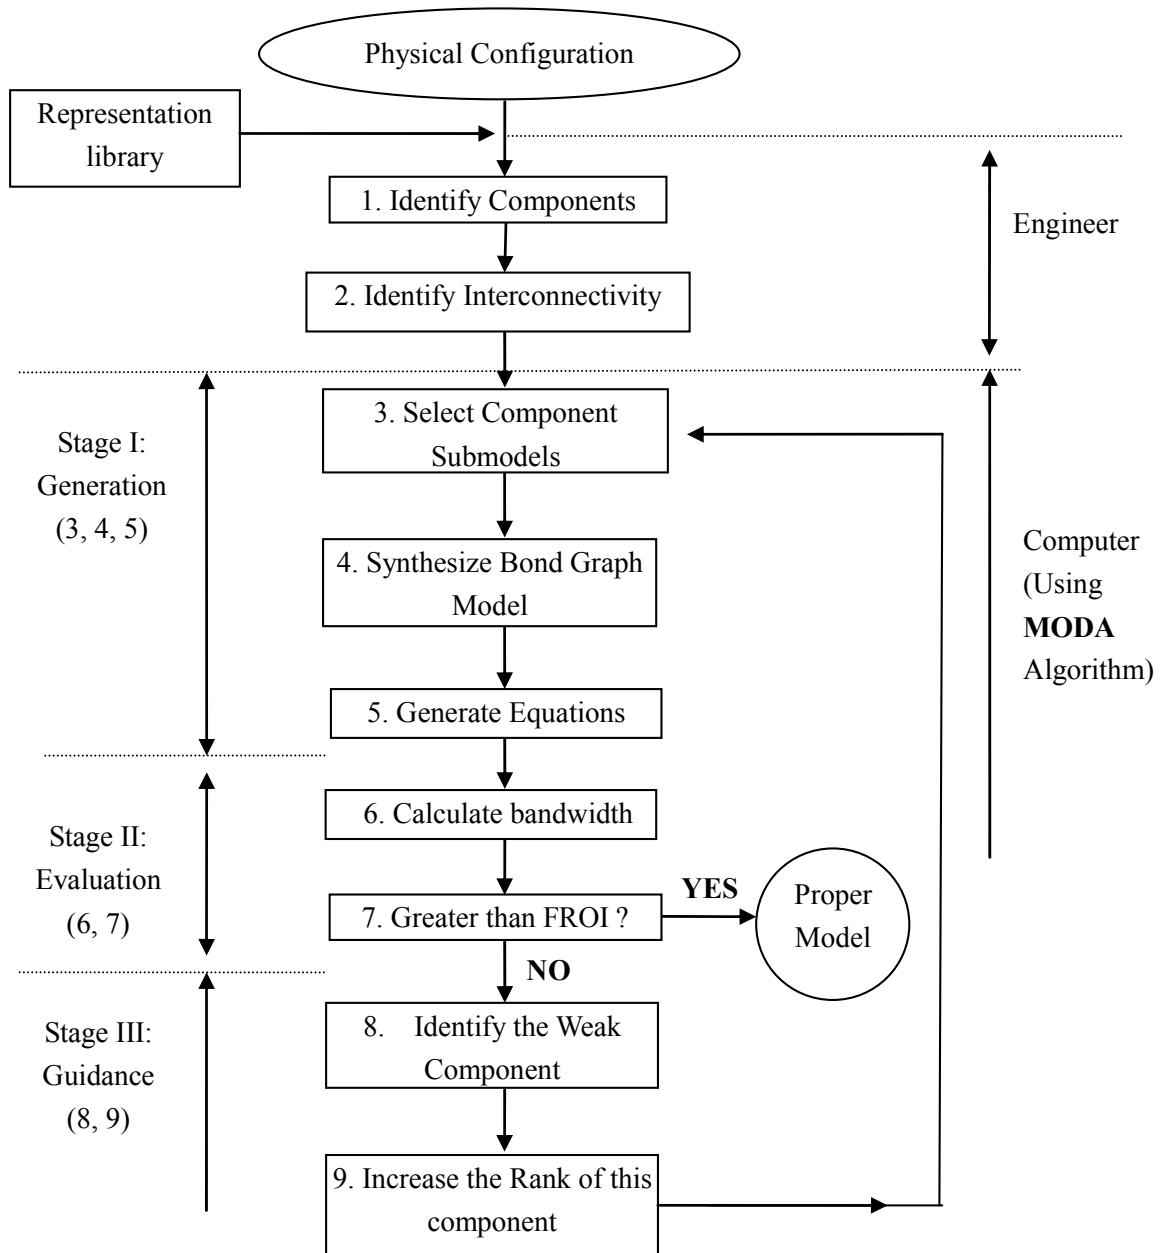 Physical Configuration
Representation
library
1. Identify Components
Engineer
2. Identify Interconnectivity
Stage I:
Generation
(3, 4, 5)
3. Select Component
Submodels
4. Synthesize Bond Graph
Model
Computer
(Using
MODA
Algorithm)
5. Generate Equations
Stage II:
Evaluation
(6, 7)
6. Calculate bandwidth
7. Greater than FROI ?
YES
Proper
Model
NO
Stage III:
Guidance
(8, 9)
8. Identify the Weak
Component
9. Increase the Rank of this
component